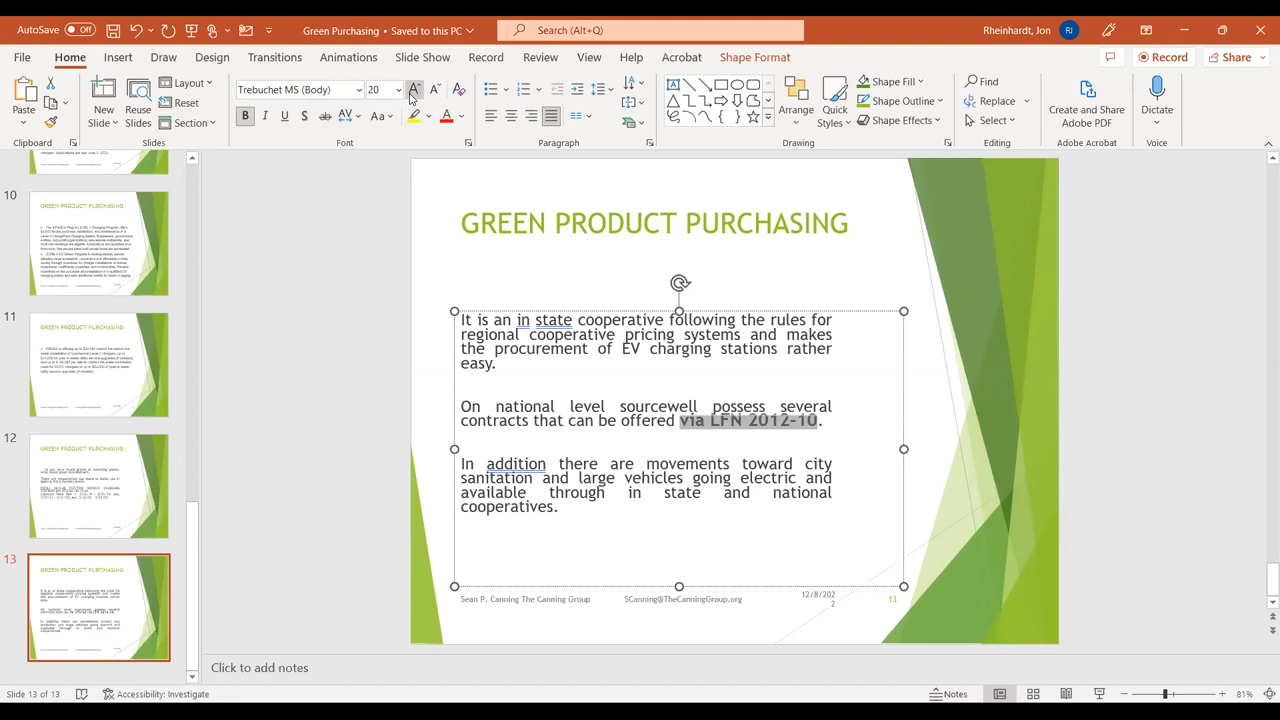 AutoSave Off Green Purchasing • Saved to this PC Search (Alt+Q) Rheinhardt, Jon RJ
File Home Insert Draw Design Transitions Animations Slide Show Record Review View Help Acrobat Shape Format Record Share
Paste New Slide Reuse Slides Layout Reset Section Trebuchet MS (Body) 20 Arrange Quick Styles Shape Fill Shape Outline Shape Effects Find Replace Select Create and Share Adobe PDF Dictate
Clipboard Slides Font Paragraph Drawing Editing Adobe Acrobat Voice
10
GREEN PRODUCT PURCHASING
11
GREEN PRODUCT PURCHASING
12
GREEN PRODUCT PURCHASING
13
GREEN PRODUCT PURCHASING
GREEN PRODUCT PURCHASING
It is an in state cooperative following the rules for
regional cooperative pricing systems and makes
the procurement of EV charging stations rather
easy.
On national level sourcewell possess several
contracts that can be offered via LFN 2012-10.
In addition there are movements toward city
sanitation and large vehicles going electric and
available through in state and national
cooperatives.
Sean P. Canning The Canning Group SCanning@TheCanningGroup.org 12/8/202
2 13
Click to add notes
Slide 13 of 13 Accessibility: Investigate Notes 81%